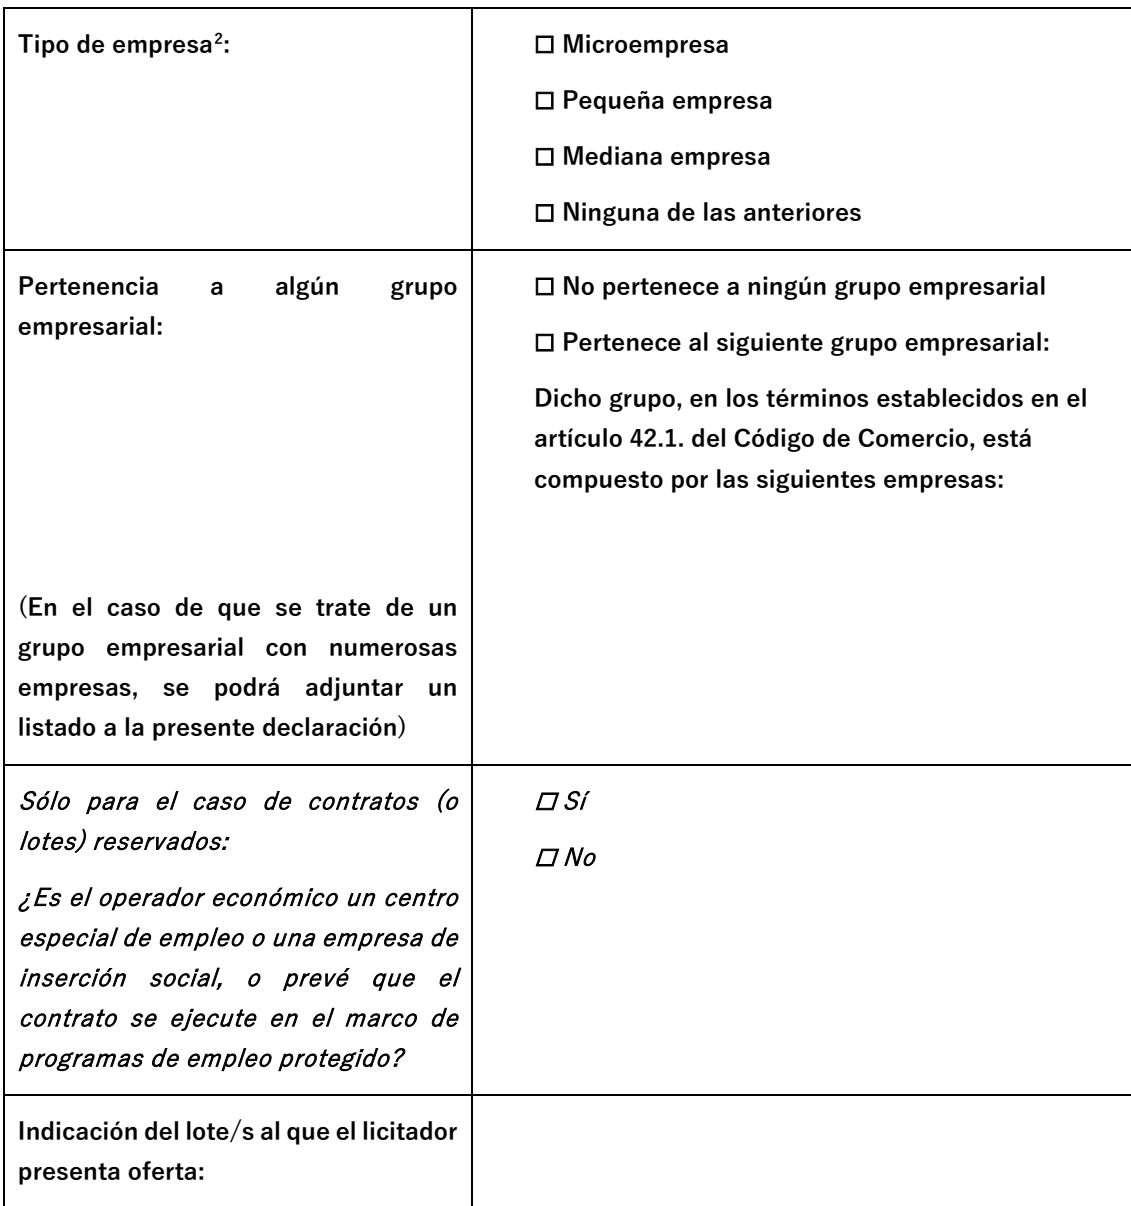 Tipo de empresa²:
☐ Microempresa
☐ Pequeña empresa
☐ Mediana empresa
☐ Ninguna de las anteriores
Pertenencia a algún grupo
empresarial:
(En el caso de que se trate de un
grupo empresarial con numerosas
empresas, se podrá adjuntar un
listado a la presente declaración)
☐ No pertenece a ningún grupo empresarial
☐ Pertenece al siguiente grupo empresarial:
Dicho grupo, en los términos establecidos en el
artículo 42.1. del Código de Comercio, está
compuesto por las siguientes empresas:
Sólo para el caso de contratos (o
lotes) reservados:
¿Es el operador económico un centro
especial de empleo o una empresa de
inserción social, o prevé que el
contrato se ejecute en el marco de
programas de empleo protegido?
☐ Sí
☐ No
Indicación del lote/s al que el licitador
presenta oferta: